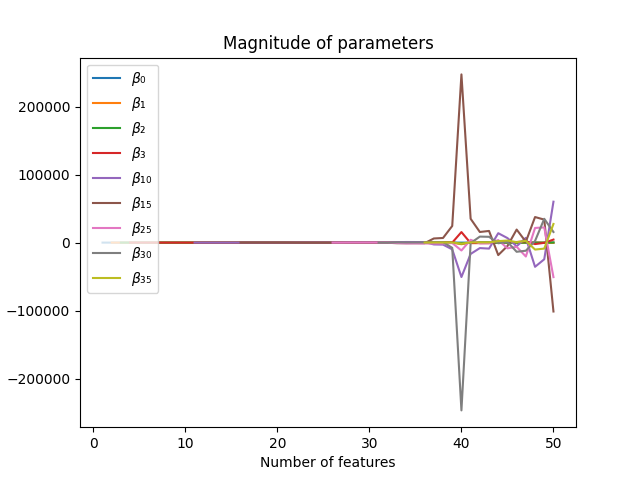 Magnitude of parameters
β₀
β₁
β₂
β₃
β₁₀
β₁₅
β₂₅
β₃₀
β₃₅
200000
100000
0
−100000
−200000
0 10 20 30 40 50
Number of features